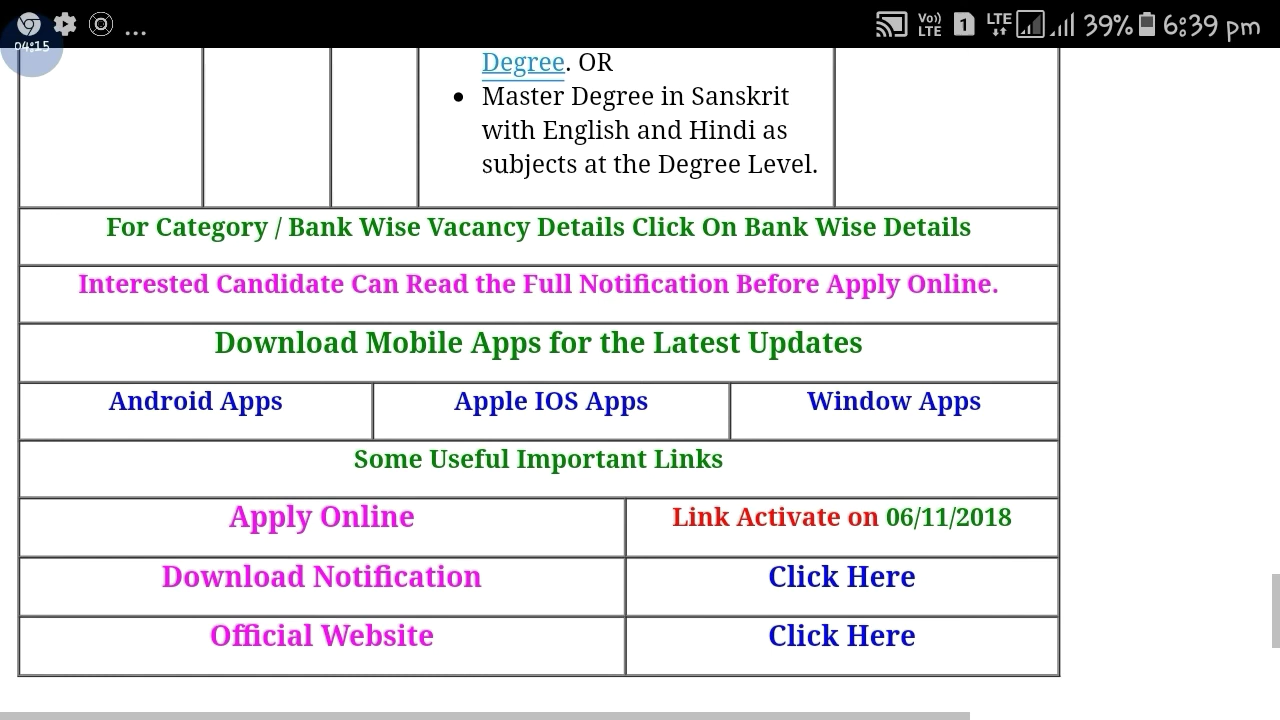 ... Vo)) LTE 1 LTE 39% 6:39 pm
04:15
Degree. OR
• Master Degree in Sanskrit
with English and Hindi as
subjects at the Degree Level.
For Category / Bank Wise Vacancy Details Click On Bank Wise Details
Interested Candidate Can Read the Full Notification Before Apply Online.
Download Mobile Apps for the Latest Updates
Android Apps Apple IOS Apps Window Apps
Some Useful Important Links
Apply Online Link Activate on 06/11/2018
Download Notification Click Here
Official Website Click Here